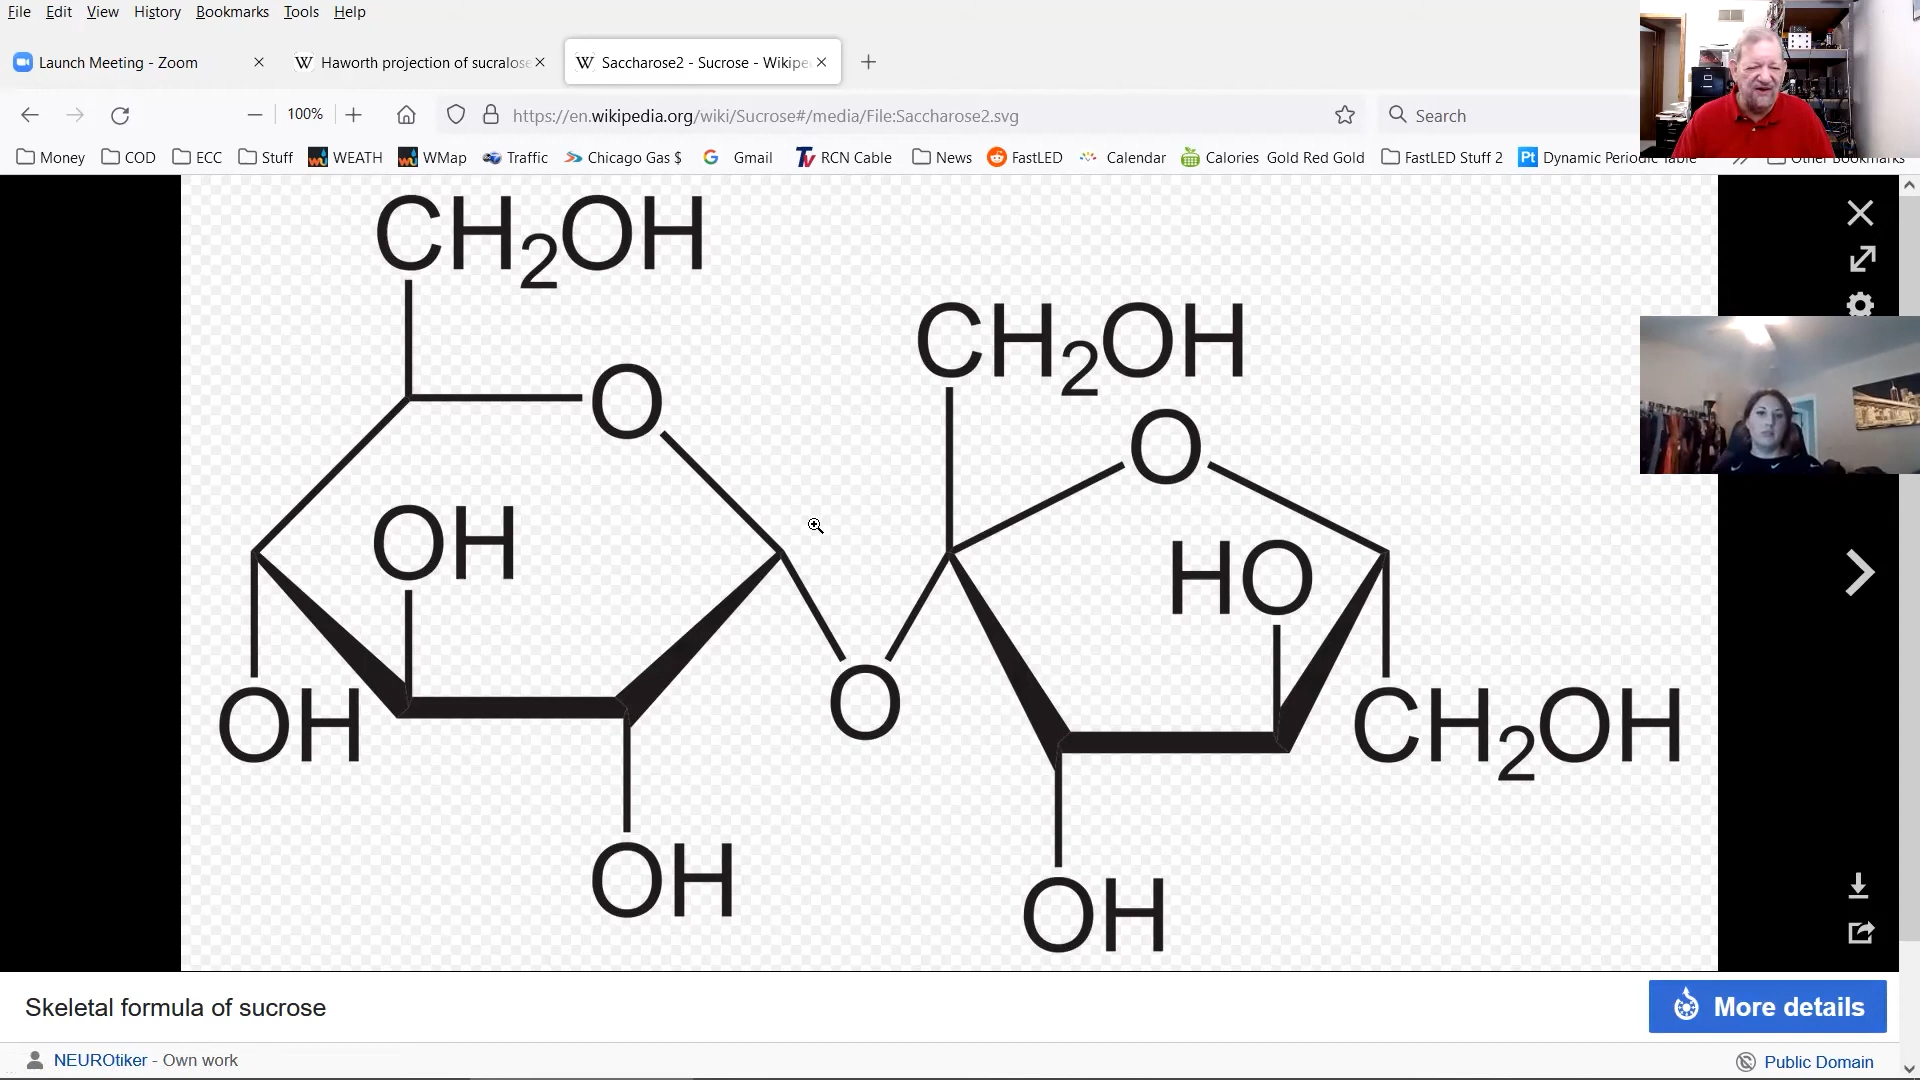 File Edit View History Bookmarks Tools Help
Launch Meeting - Zoom
Haworth projection of sucralose
Saccharose2 - Sucrose - Wikipe
100%
https://en.wikipedia.org/wiki/Sucrose#/media/File:Saccharose2.svg
Search
Money COD ECC Stuff WEATH WMap Traffic Chicago Gas $ Gmail RCN Cable News FastLED Calendar Calories Gold Red Gold FastLED Stuff 2 Pt Dynamic Periodic Table Other Bookmarks
CH2OH
CH2OH
O
O
OH
HO
OH
O
CH2OH
OH
OH
Skeletal formula of sucrose
More details
NEUROtiker - Own work
Public Domain